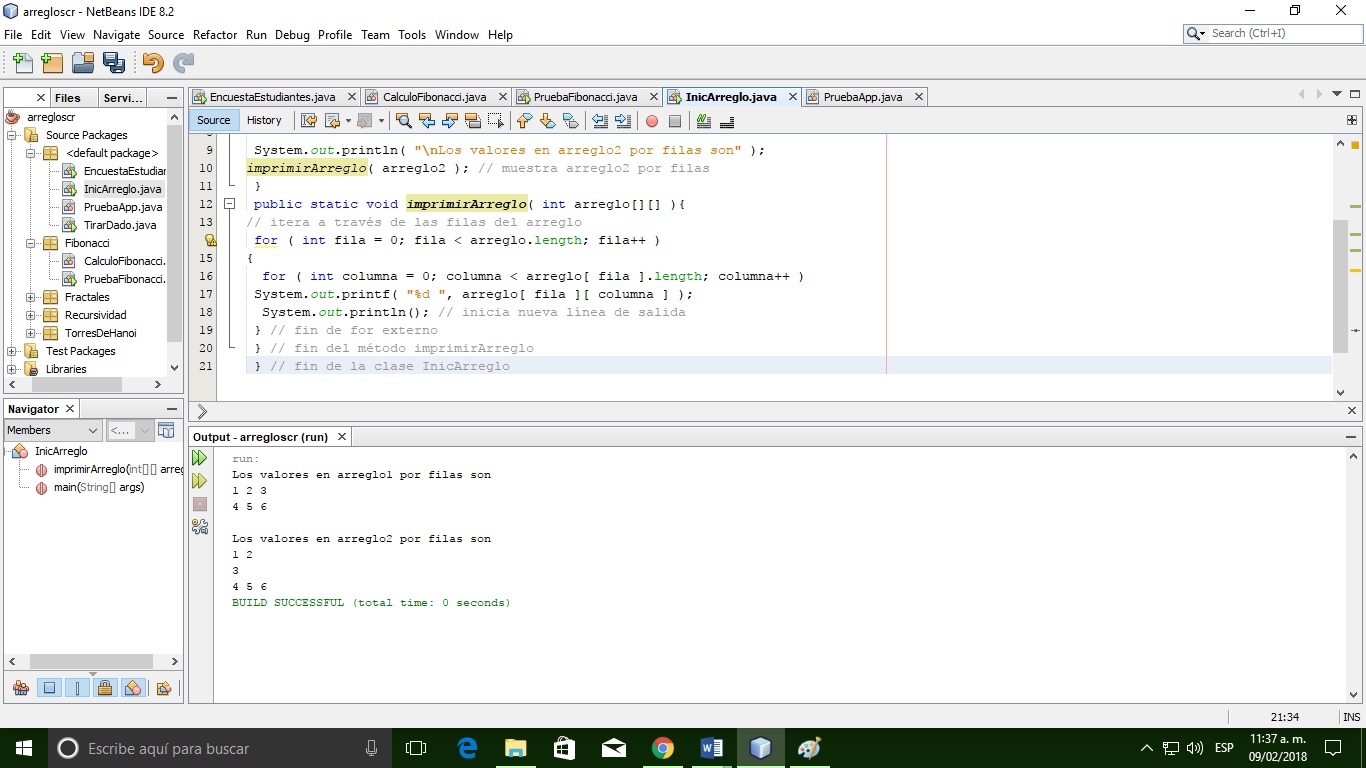 arregloscr - NetBeans IDE 8.2
File Edit View Navigate Source Refactor Run Debug Profile Team Tools Window Help
Search (Ctrl+I)
Files Servi...
arregloscr
Source Packages
<default package>
EncuestaEstudiar
InicArreglo.java
PruebaApp.java
TirarDado.java
Fibonacci
CalculoFibonacci.
PruebaFibonacci.
Fractales
Recursividad
TorresDeHanoi
Test Packages
Libraries
Navigator
Members <...
InicArreglo
imprimirArreglo(int[][] arreg
main(String[] args)
EncuestaEstudiantes.java CalculoFibonacci.java PruebaFibonacci.java InicArreglo.java PruebaApp.java
Source History
9 System.out.println( "\nLos valores en arreglo2 por filas son" );
10 imprimirArreglo( arreglo2 ); // muestra arreglo2 por filas
11 }
12 public static void imprimirArreglo( int arreglo[][] ){
13 // itera a través de las filas del arreglo
for ( int fila = 0; fila < arreglo.length; fila++ )
15 {
16 for ( int columna = 0; columna < arreglo[ fila ].length; columna++ )
17 System.out.printf( "%d ", arreglo[ fila ][ columna ] );
18 System.out.println(); // inicia nueva línea de salida
19 } // fin de for externo
20 } // fin del método imprimirArreglo
21 } // fin de la clase InicArreglo
Output - arregloscr (run)
run:
Los valores en arreglo1 por filas son
1 2 3
4 5 6
Los valores en arreglo2 por filas son
1 2
3
4 5 6
BUILD SUCCESSFUL (total time: 0 seconds)
21:34 INS
Escribe aquí para buscar
ESP
11:37 a. m.
09/02/2018